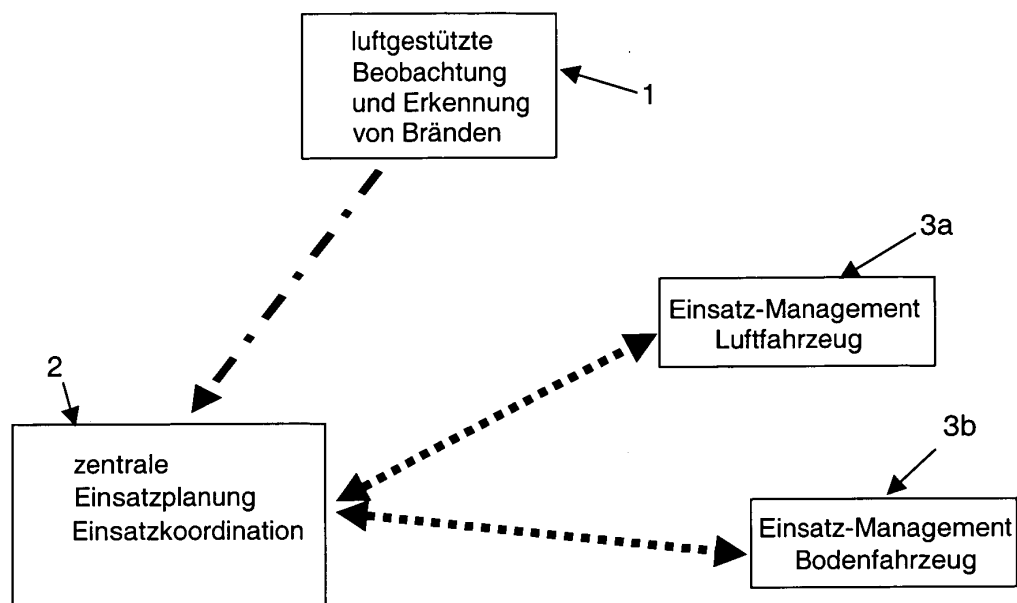 luftgestützte
Beobachtung
und Erkennung
von Bränden
1
3a
Einsatz-Management
Luftfahrzeug
2
zentrale
Einsatzplanung
Einsatzkoordination
3b
Einsatz-Management
Bodenfahrzeug